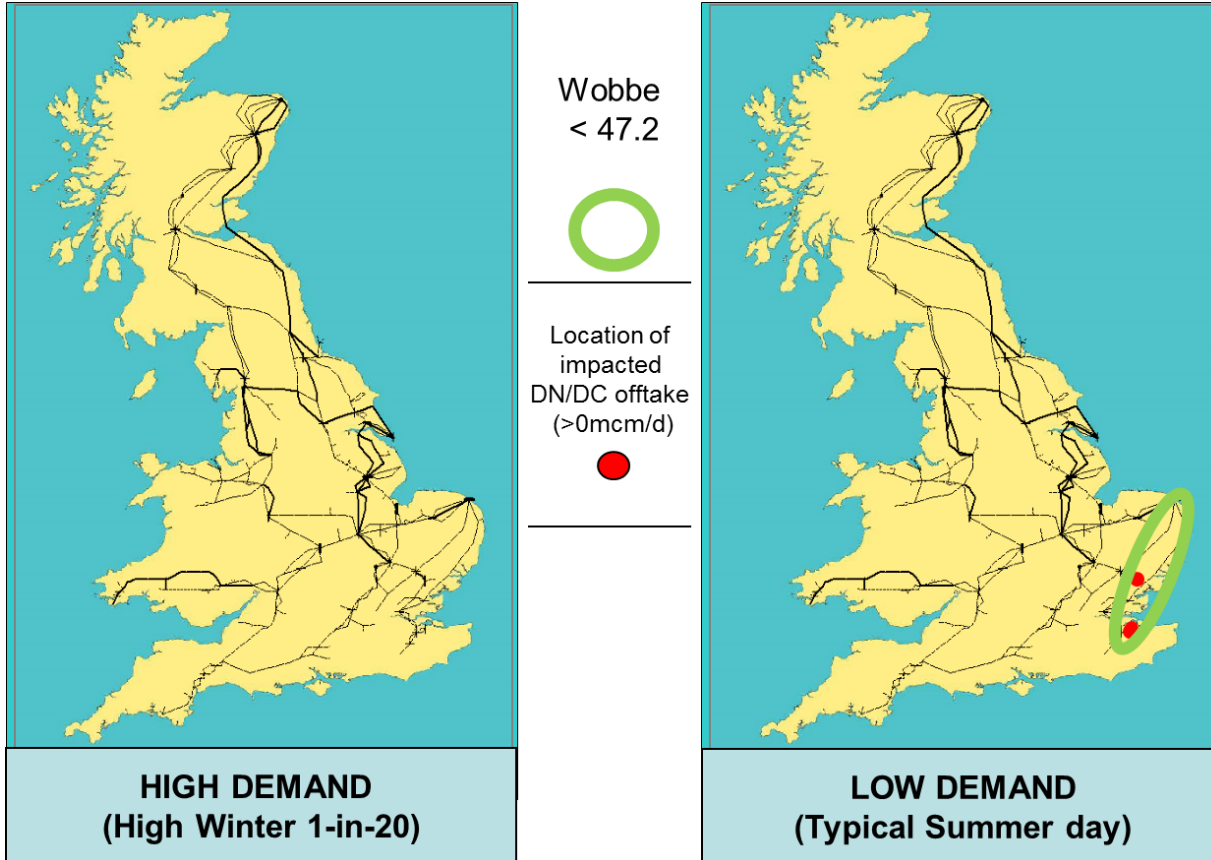 Wobbe
< 47.2
Location of
impacted
DN/DC offtake
(>0mcm/d)
HIGH DEMAND
(High Winter 1-in-20)
LOW DEMAND
(Typical Summer day)